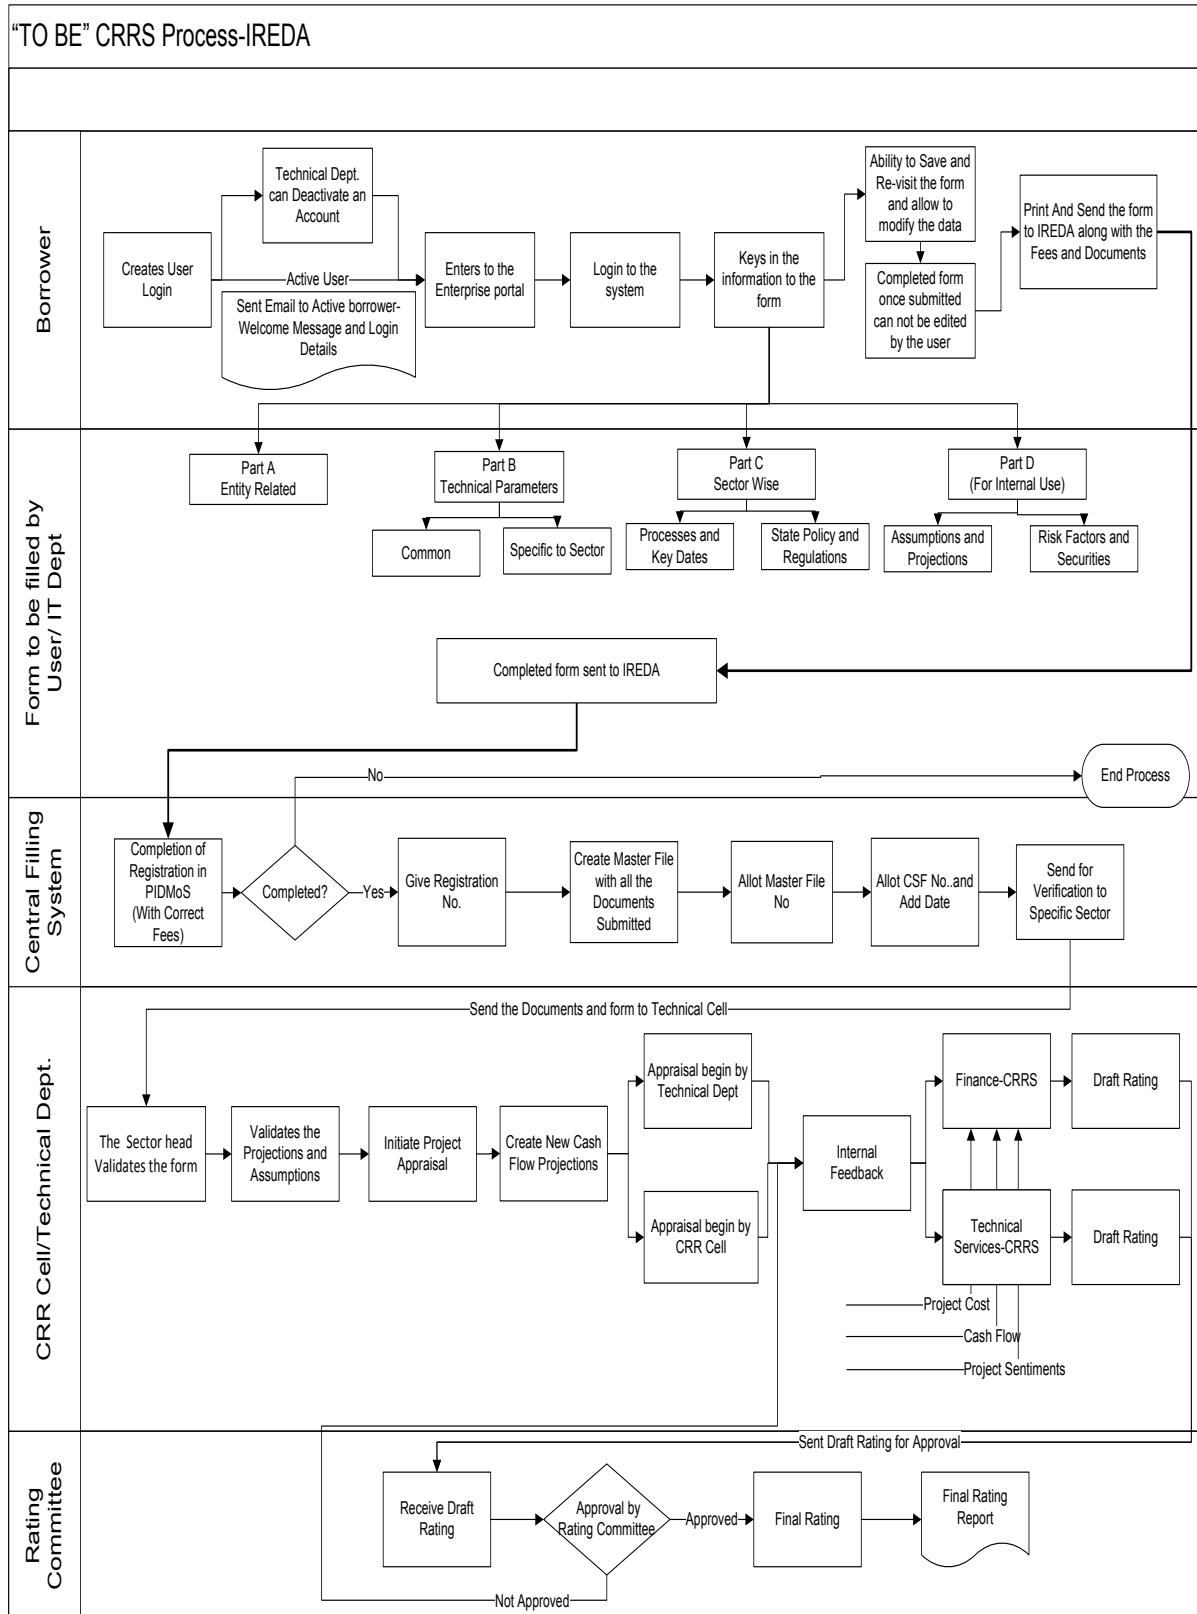 "TO BE" CRRS Process-IREDA
Borrower
Technical Dept.
can Deactivate an
Account
Creates User
Login
Active User
Sent Email to Active borrower-
Welcome Message and Login
Details
Enters to the
Enterprise portal
Login to the
system
Keys in the
information to the
form
Ability to Save and
Re-visit the form
and allow to
modify the data
Completed form
once submitted
can not be edited
by the user
Print And Send the form
to IREDA along with the
Fees and Documents
Form to be filled by
User/ IT Dept
Part A
Entity Related
Part B
Technical Parameters
Common
Specific to Sector
Part C
Sector Wise
Processes and
Key Dates
State Policy and
Regulations
Part D
(For Internal Use)
Assumptions and
Projections
Risk Factors and
Securities
Completed form sent to IREDA
No
End Process
Central Filling
System
Completion of
Registration in
PIDMoS
(With Correct
Fees)
Completed?
Yes
Give Registration
No.
Create Master File
with all the
Documents
Submitted
Allot Master File
No
Allot CSF No..and
Add Date
Send for
Verification to
Specific Sector
CRR Cell/Technical Dept.
Send the Documents and form to Technical Cell
The Sector head
Validates the form
Validates the
Projections and
Assumptions
Initiate Project
Appraisal
Create New Cash
Flow Projections
Appraisal begin by
Technical Dept
Appraisal begin by
CRR Cell
Internal
Feedback
Finance-CRRS
Draft Rating
Technical
Services-CRRS
Draft Rating
Project Cost
Cash Flow
Project Sentiments
Rating
Committee
Sent Draft Rating for Approval
Receive Draft
Rating
Approval by
Rating Committee
Approved
Final Rating
Final Rating
Report
Not Approved